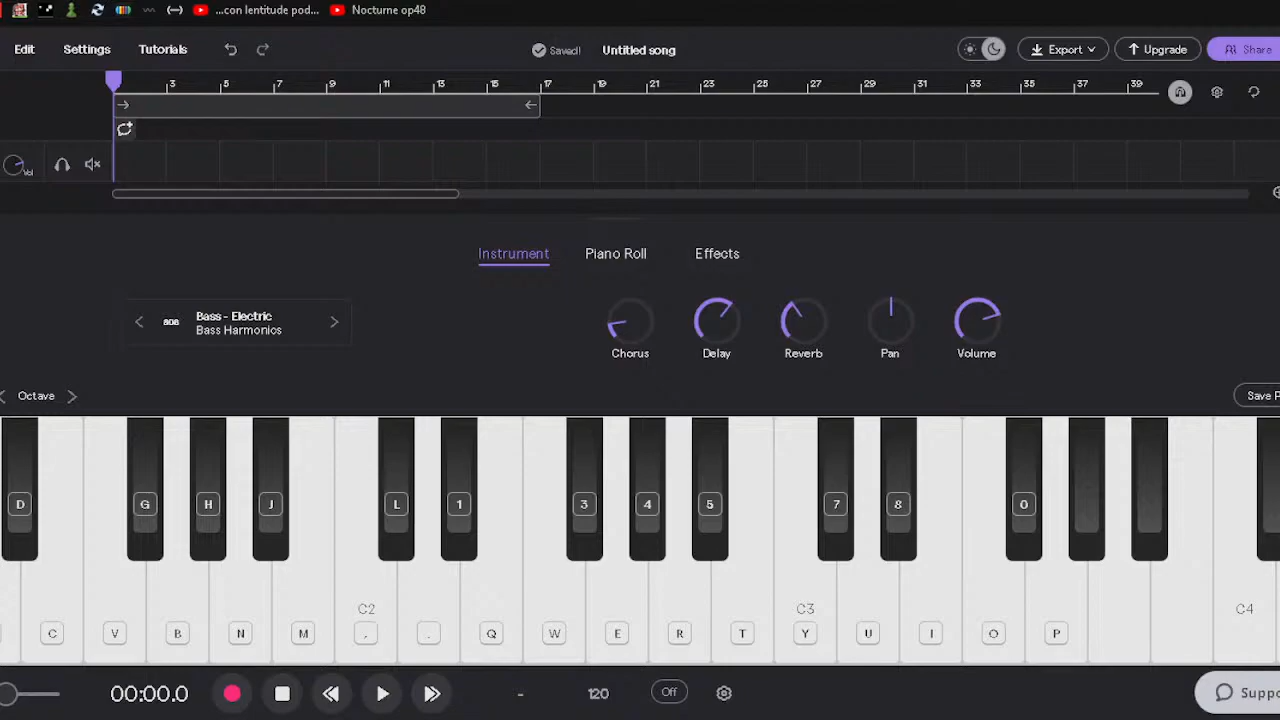 ...con lentitude pod... Nocturne op48
Edit Settings Tutorials Saved! Untitled song Export Upgrade Share
3 5 7 9 11 13 15 17 19 21 23 25 27 29 31 33 35 37 39
Vol
Instrument Piano Roll Effects
808 Bass - Electric
Bass Harmonics
Chorus Delay Reverb Pan Volume
Octave Save P
D G H J L 1 3 4 5 7 8 0
C2 C3 C4
C V B N M , . Q W E R T Y U I O P
00:00.0 - 120 Off Suppo